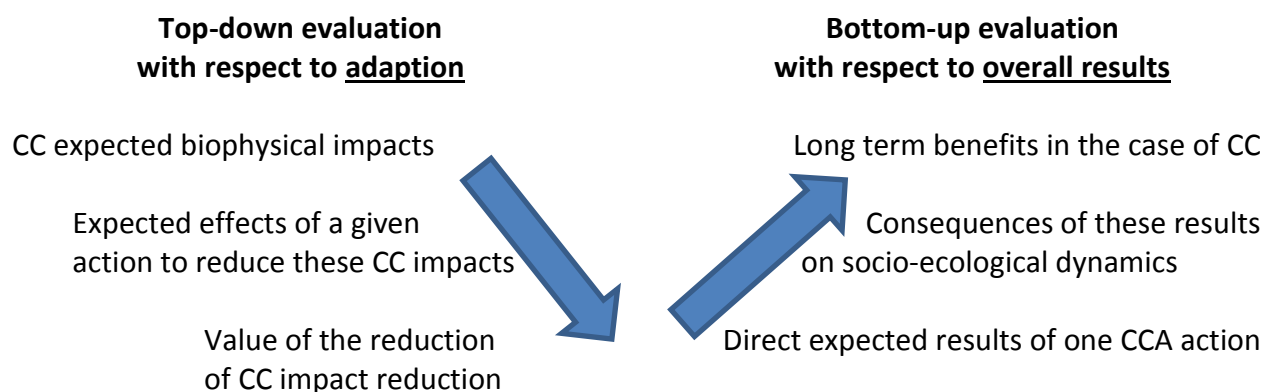 Top-down evaluation
with respect to adaption
CC expected biophysical impacts
Expected effects of a given
action to reduce these CC impacts
Value of the reduction
of CC impact reduction
Bottom-up evaluation
with respect to overall results
Long term benefits in the case of CC
Consequences of these results
on socio-ecological dynamics
Direct expected results of one CCA action